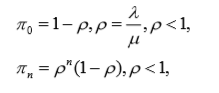 π₀ = 1 − ρ, ρ = λ/μ, ρ < 1,
πₙ = ρⁿ(1 − ρ), ρ < 1,